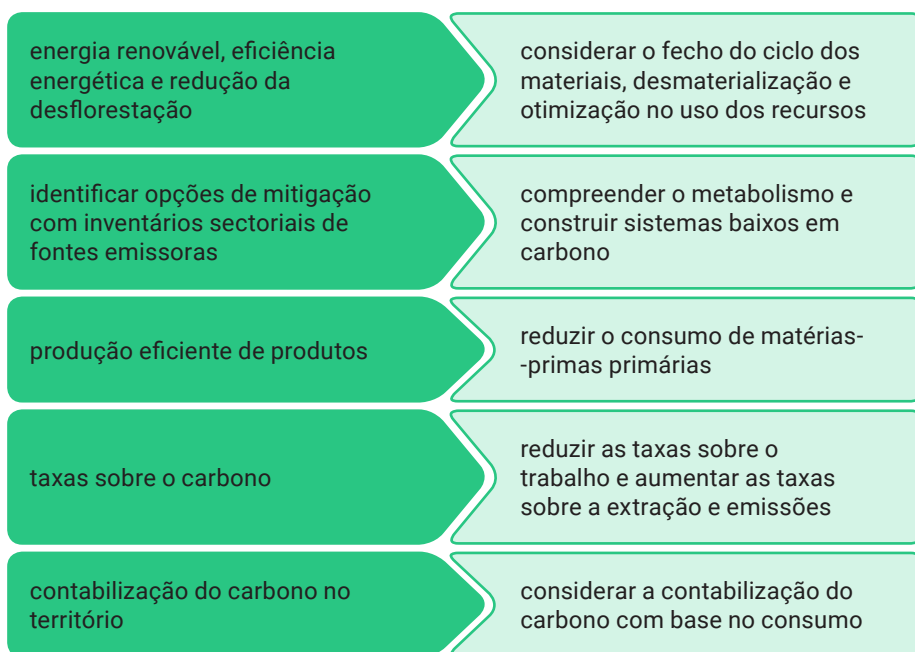 energia renovável, eficiência
energética e redução da
desflorestação
considerar o fecho do ciclo dos
materiais, desmaterialização e
otimização no uso dos recursos
identificar opções de mitigação
com inventários sectoriais de
fontes emissoras
compreender o metabolismo e
construir sistemas baixos em
carbono
produção eficiente de produtos
reduzir o consumo de matérias-
-primas primárias
taxas sobre o carbono
reduzir as taxas sobre o
trabalho e aumentar as taxas
sobre a extração e emissões
contabilização do carbono no
território
considerar a contabilização do
carbono com base no consumo